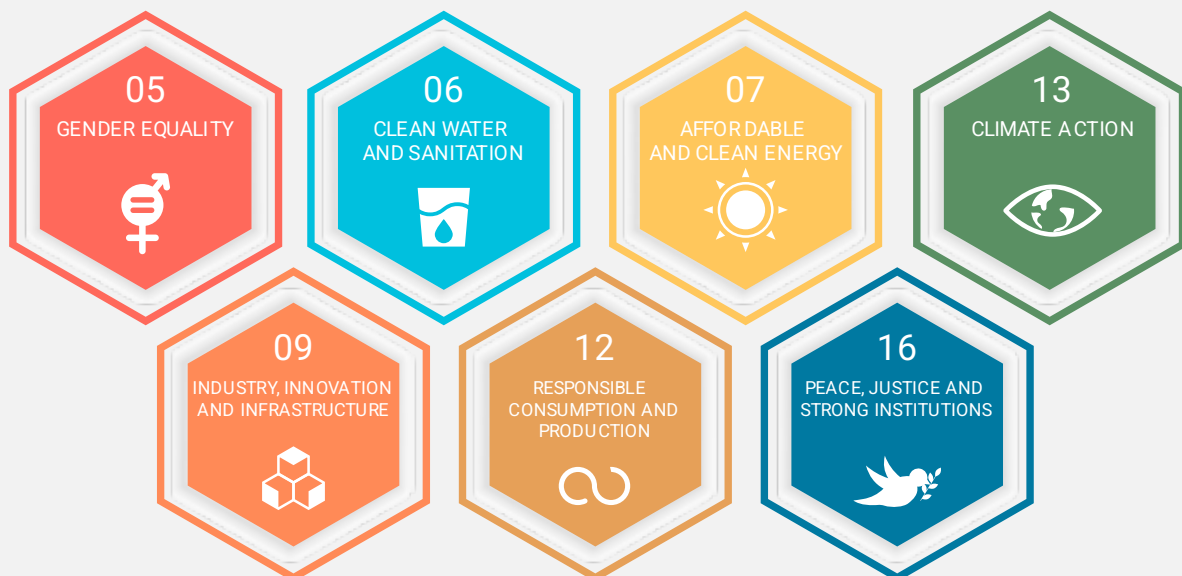 05
GENDER EQUALITY
06
CLEAN WATER
AND SANITATION
07
AFFORDABLE
AND CLEAN ENERGY
13
CLIMATE ACTION
09
INDUSTRY, INNOVATION
AND INFRASTRUCTURE
12
RESPONSIBLE
CONSUMPTION AND
PRODUCTION
16
PEACE, JUSTICE AND
STRONG INSTITUTIONS